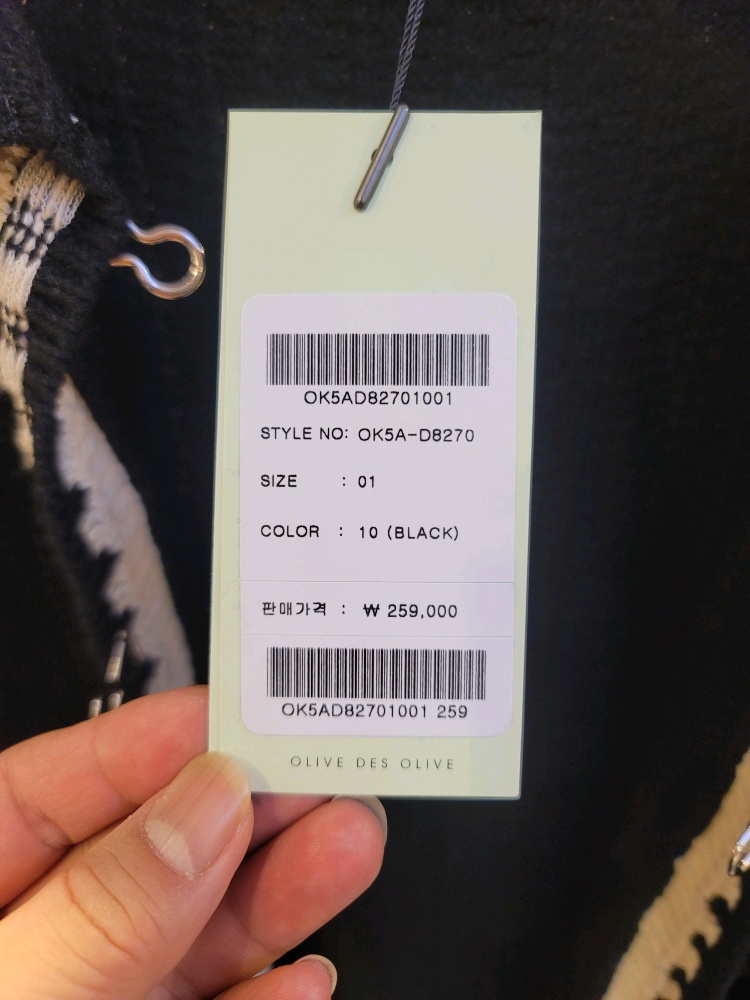 OK5AD82701001
STYLE NO: OK5A-D8270
SIZE : 01
COLOR : 10 (BLACK)
판매가격 : ₩ 259,000
OK5AD82701001 259
OLIVE DES OLIVE